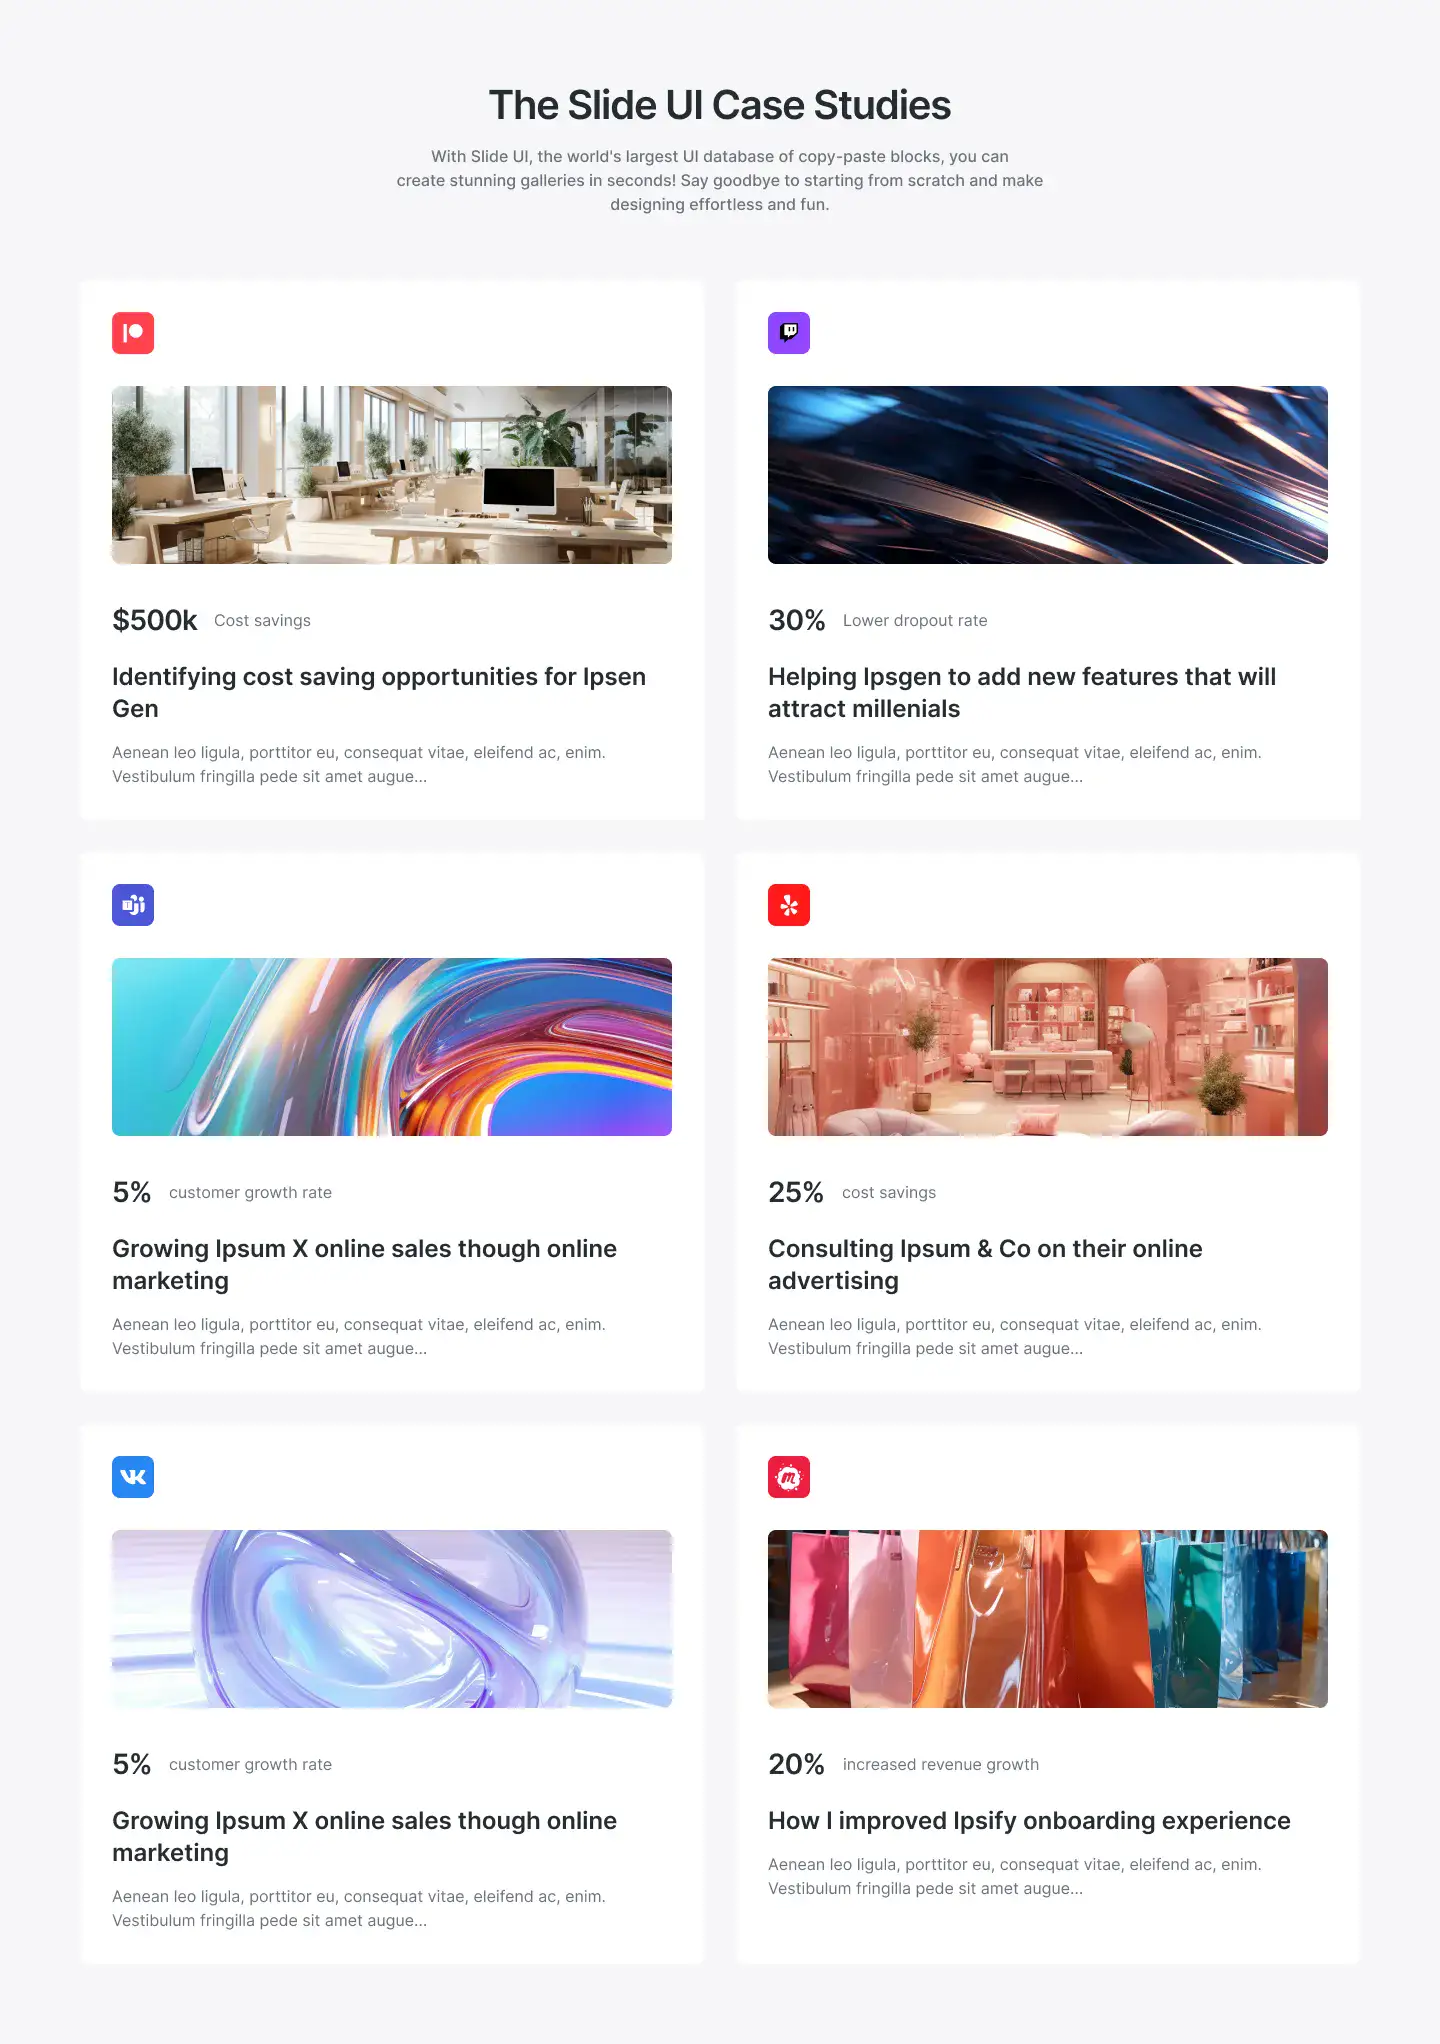 The Slide UI Case Studies
With Slide UI, the world's largest UI database of copy-paste blocks, you can
create stunning galleries in seconds! Say goodbye to starting from scratch and make
designing effortless and fun.
$500k Cost savings
Identifying cost saving opportunities for Ipsen
Gen
Aenean leo ligula, porttitor eu, consequat vitae, eleifend ac, enim.
Vestibulum fringilla pede sit amet augue...
30% Lower dropout rate
Helping Ipsgen to add new features that will
attract millenials
Aenean leo ligula, porttitor eu, consequat vitae, eleifend ac, enim.
Vestibulum fringilla pede sit amet augue...
5% customer growth rate
Growing Ipsum X online sales though online
marketing
Aenean leo ligula, porttitor eu, consequat vitae, eleifend ac, enim.
Vestibulum fringilla pede sit amet augue...
25% cost savings
Consulting Ipsum & Co on their online
advertising
Aenean leo ligula, porttitor eu, consequat vitae, eleifend ac, enim.
Vestibulum fringilla pede sit amet augue...
5% customer growth rate
Growing Ipsum X online sales though online
marketing
Aenean leo ligula, porttitor eu, consequat vitae, eleifend ac, enim.
Vestibulum fringilla pede sit amet augue...
20% increased revenue growth
How I improved Ipsify onboarding experience
Aenean leo ligula, porttitor eu, consequat vitae, eleifend ac, enim.
Vestibulum fringilla pede sit amet augue...